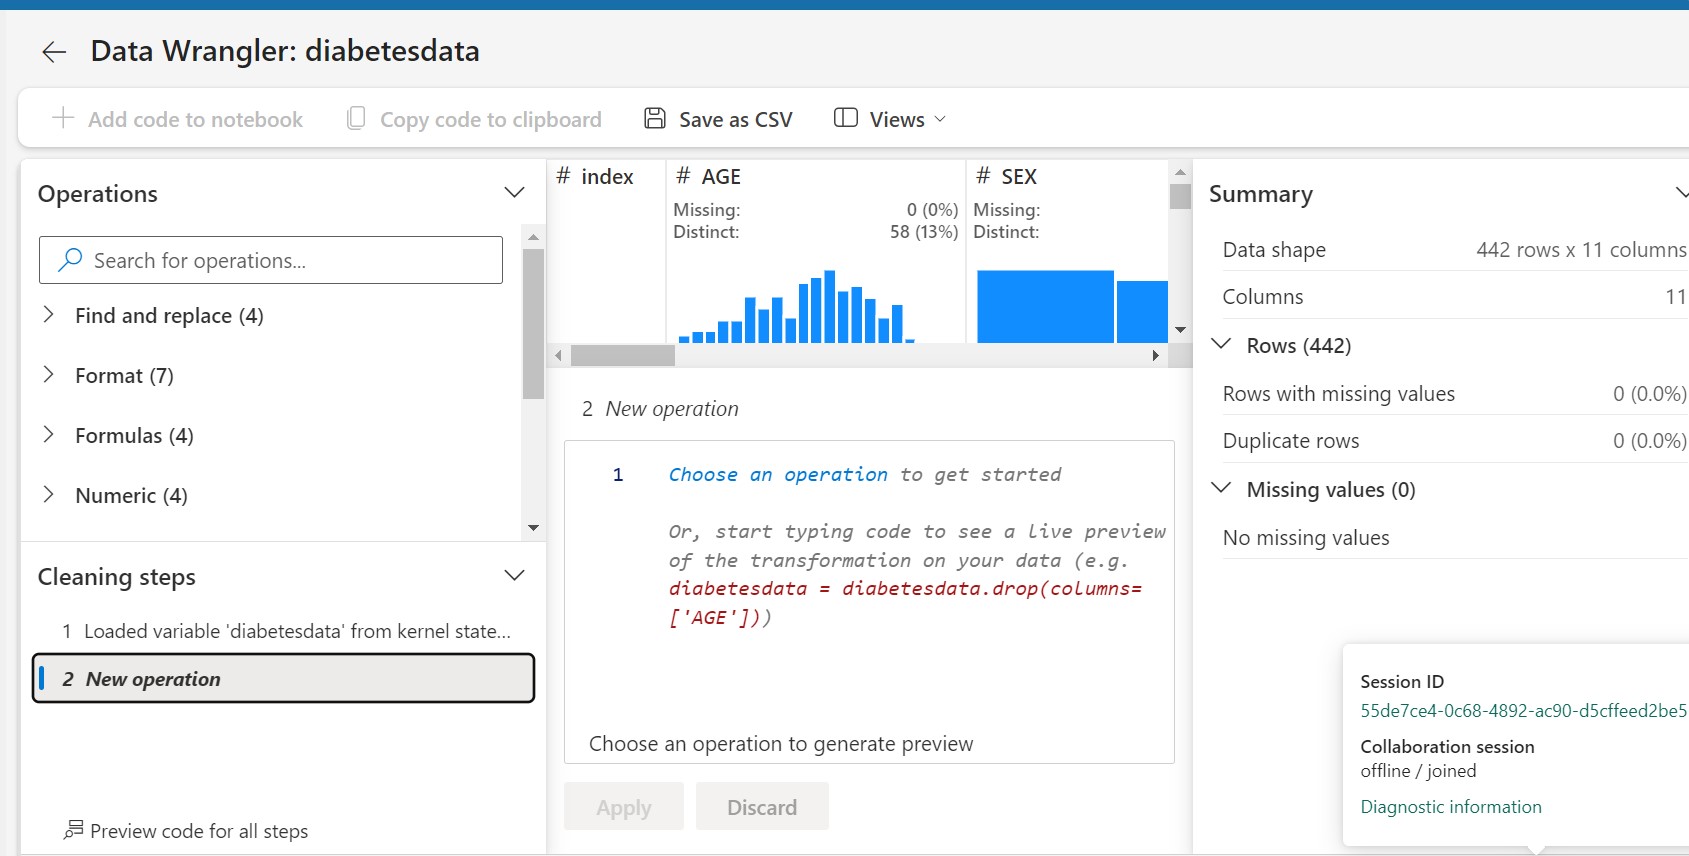 Data Wrangler: diabetesdata
Add code to notebook
Copy code to clipboard
Save as CSV
Views
Operations
Search for operations...
Find and replace (4)
Format (7)
Formulas (4)
Numeric (4)
Cleaning steps
1 Loaded variable 'diabetesdata' from kernel state...
2 New operation
Preview code for all steps
# index
# AGE
Missing: 0 (0%)
Distinct: 58 (13%)
# SEX
Missing:
Distinct:
2 New operation
1 Choose an operation to get started
Or, start typing code to see a live preview
of the transformation on your data (e.g.
diabetesdata = diabetesdata.drop(columns=
['AGE']))
Choose an operation to generate preview
Apply
Discard
Summary
Data shape 442 rows x 11 columns
Columns 11
Rows (442)
Rows with missing values 0 (0.0%)
Duplicate rows 0 (0.0%)
Missing values (0)
No missing values
Session ID
55de7ce4-0c68-4892-ac90-d5cffeed2be5
Collaboration session
offline / joined
Diagnostic information